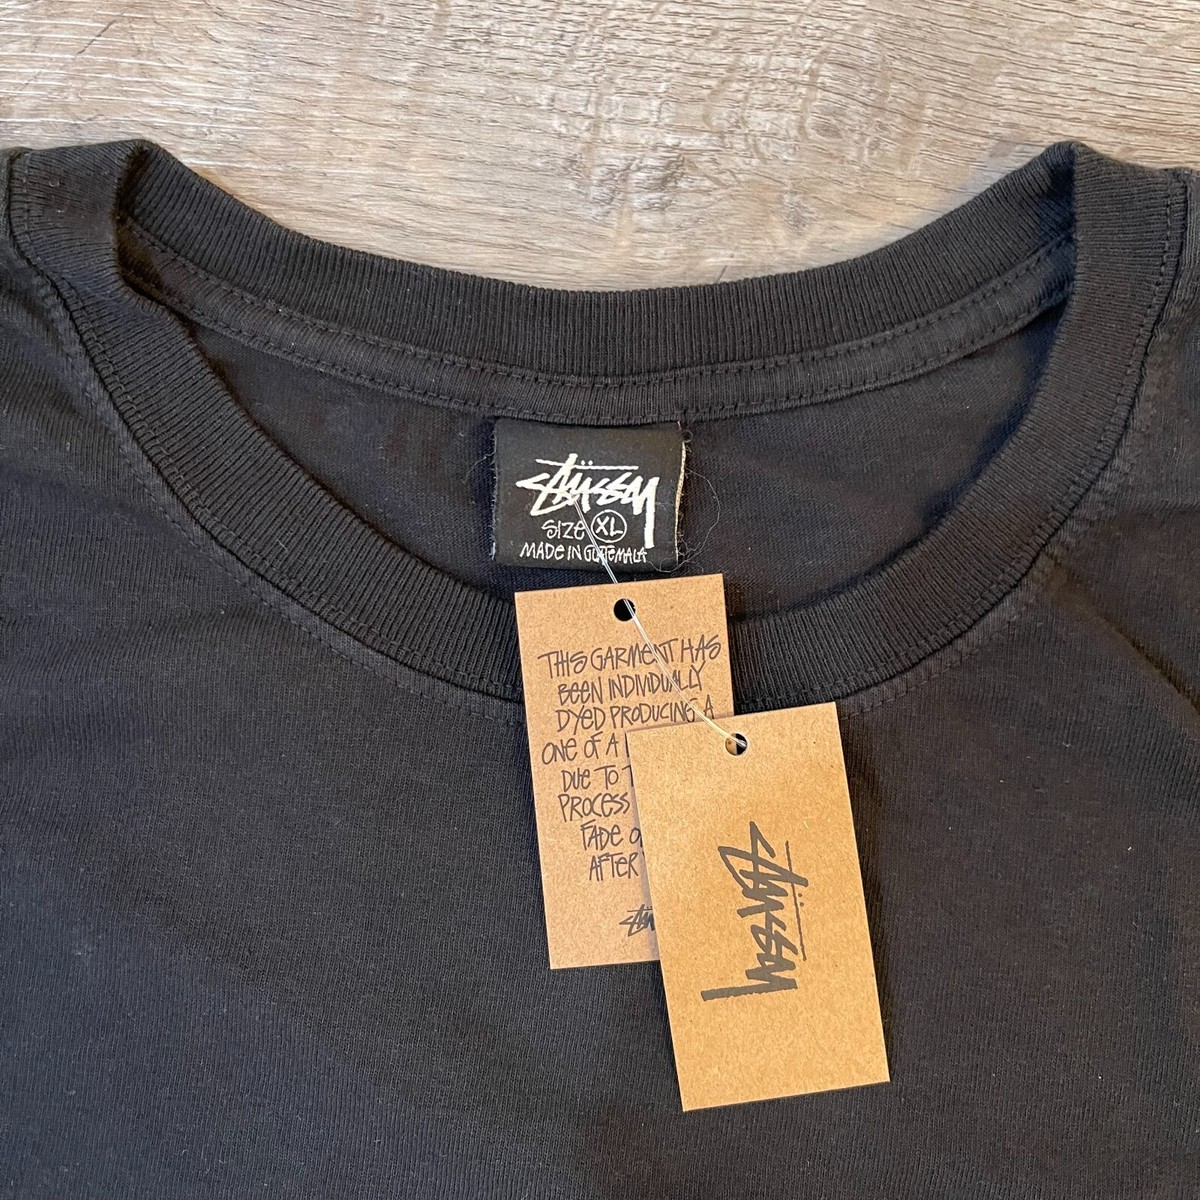 STÜSSY
SIZE XL
MADE IN GUATEMALA
THIS GARMENT HAS
BEEN INDIVIDUALLY
DYED PRODUCING A
ONE OF A
DUE TO
PROCESS
FADE
AFTER
STÜSSY